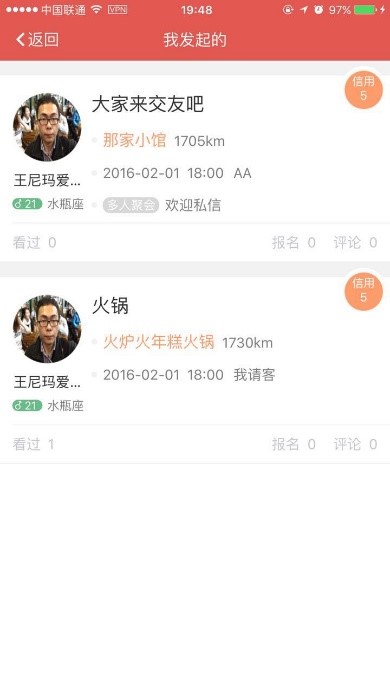 中国联通 VPN 19:48 97%
返回 我发起的
信用
5
大家来交友吧
那家小馆 1705km
王尼玛爱... 2016-02-01 18:00 AA
♂ 21 水瓶座 多人聚会 欢迎私信
看过 0 报名 0 评论 0
信用
5
火锅
火炉火年糕火锅 1730km
王尼玛爱... 2016-02-01 18:00 我请客
♂ 21 水瓶座
看过 1 报名 0 评论 0